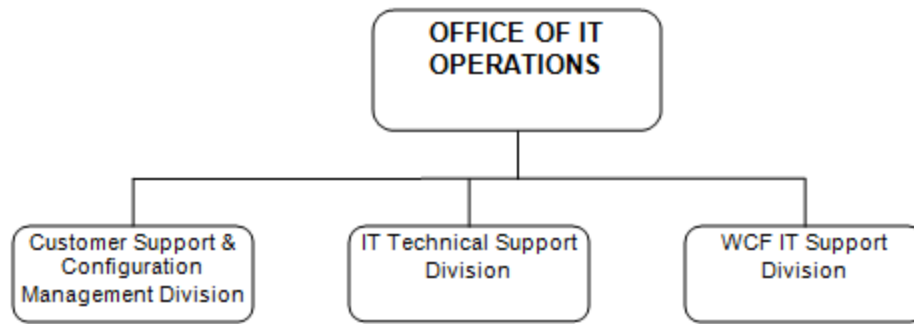 OFFICE OF IT
OPERATIONS
Customer Support &
Configuration
Management Division
IT Technical Support
Division
WCF IT Support
Division